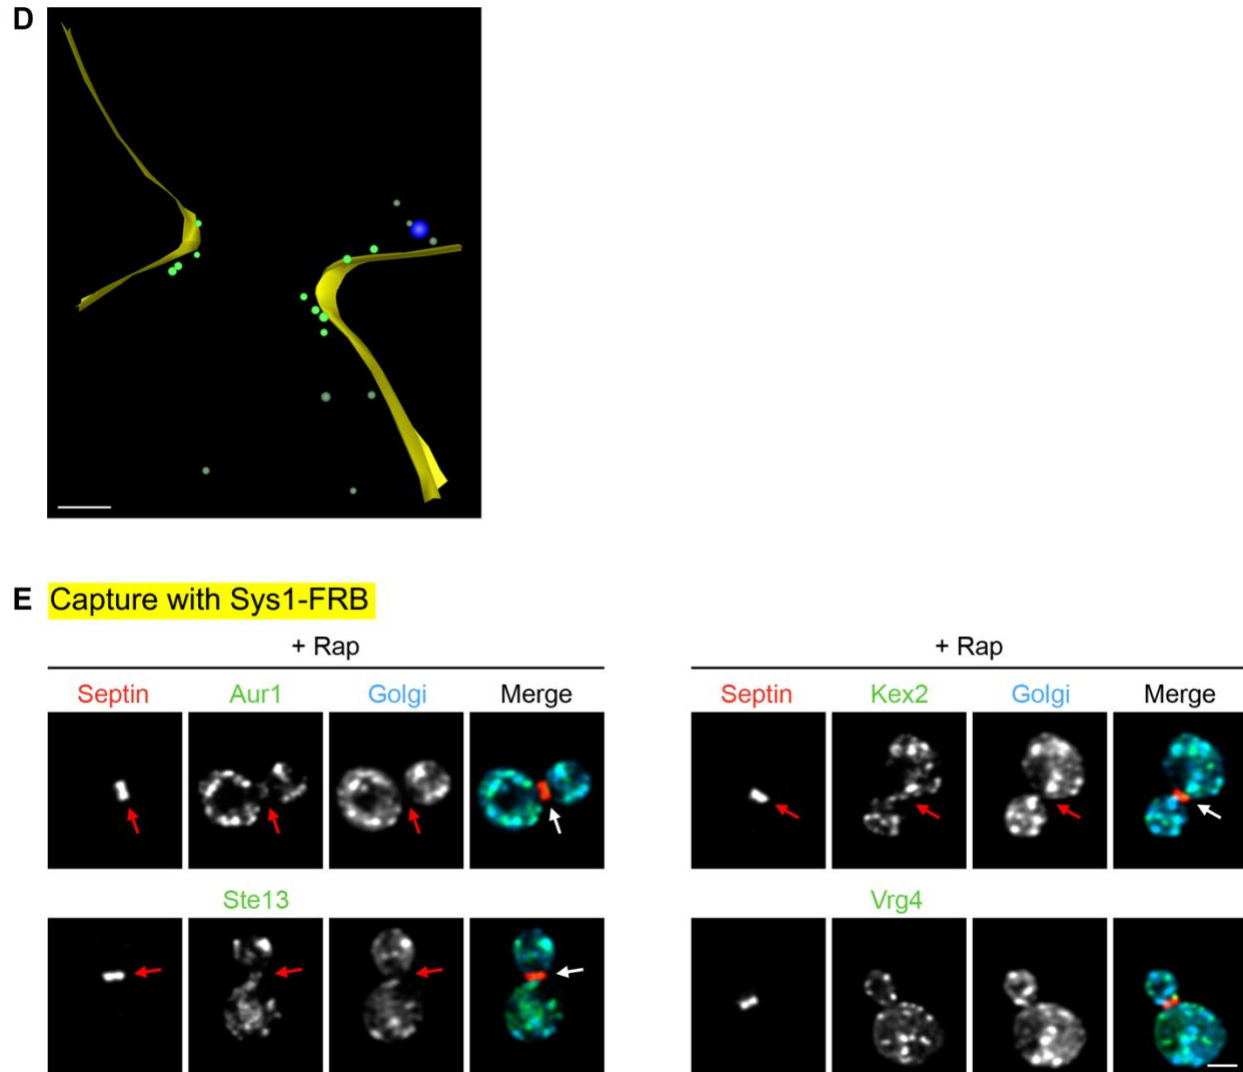 D
E Capture with Sys1-FRB
+ Rap
+ Rap
Septin Aur1 Golgi Merge
Septin Kex2 Golgi Merge
Ste13
Vrg4